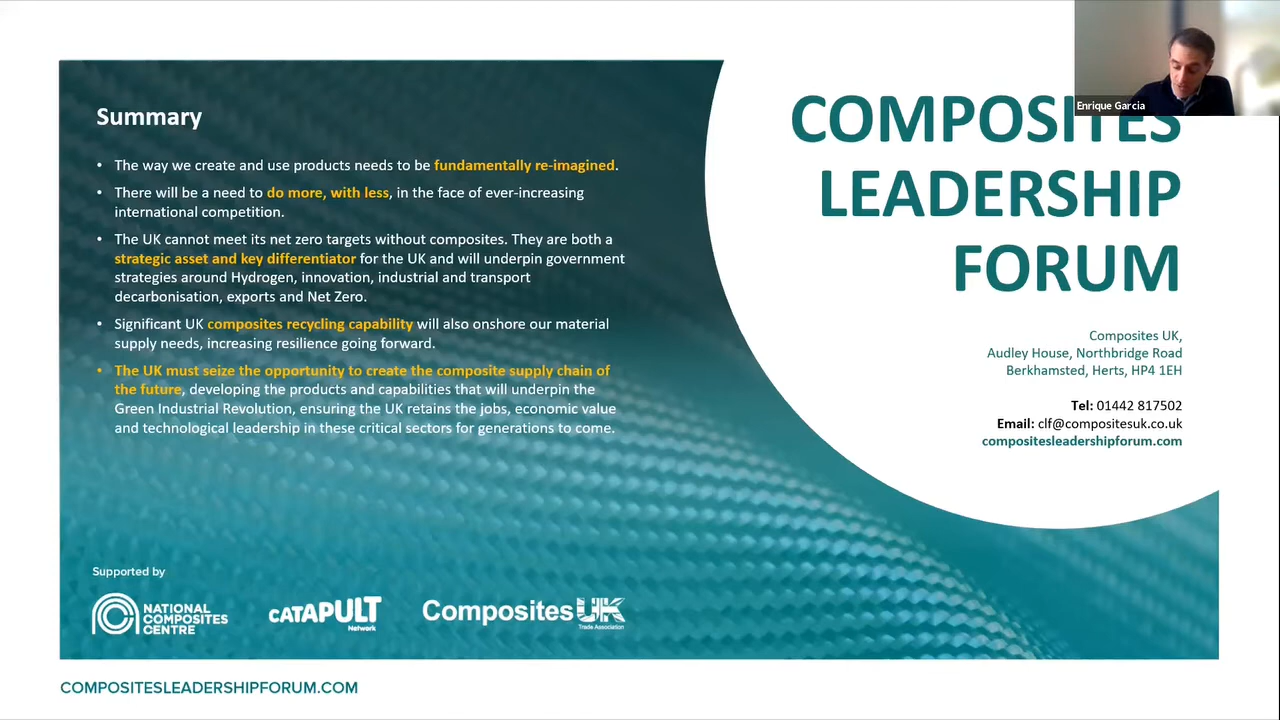 Enrique Garcia
Summary
• The way we create and use products needs to be fundamentally re-imagined.
• There will be a need to do more, with less, in the face of ever-increasing
international competition.
• The UK cannot meet its net zero targets without composites. They are both a
strategic asset and key differentiator for the UK and will underpin government
strategies around Hydrogen, innovation, industrial and transport
decarbonisation, exports and Net Zero.
• Significant UK composites recycling capability will also onshore our material
supply needs, increasing resilience going forward.
• The UK must seize the opportunity to create the composite supply chain of
the future, developing the products and capabilities that will underpin the
Green Industrial Revolution, ensuring the UK retains the jobs, economic value
and technological leadership in these critical sectors for generations to come.
COMPOSITES
LEADERSHIP
FORUM
Composites UK,
Audley House, Northbridge Road
Berkhamsted, Herts, HP4 1EH
Tel: 01442 817502
Email: clf@compositesuk.co.uk
compositesleadershipforum.com
Supported by
NATIONAL
COMPOSITES
CENTRE
CATAPULT
Network
Composites UK
Trade Association
COMPOSITESLEADERSHIPFORUM.COM